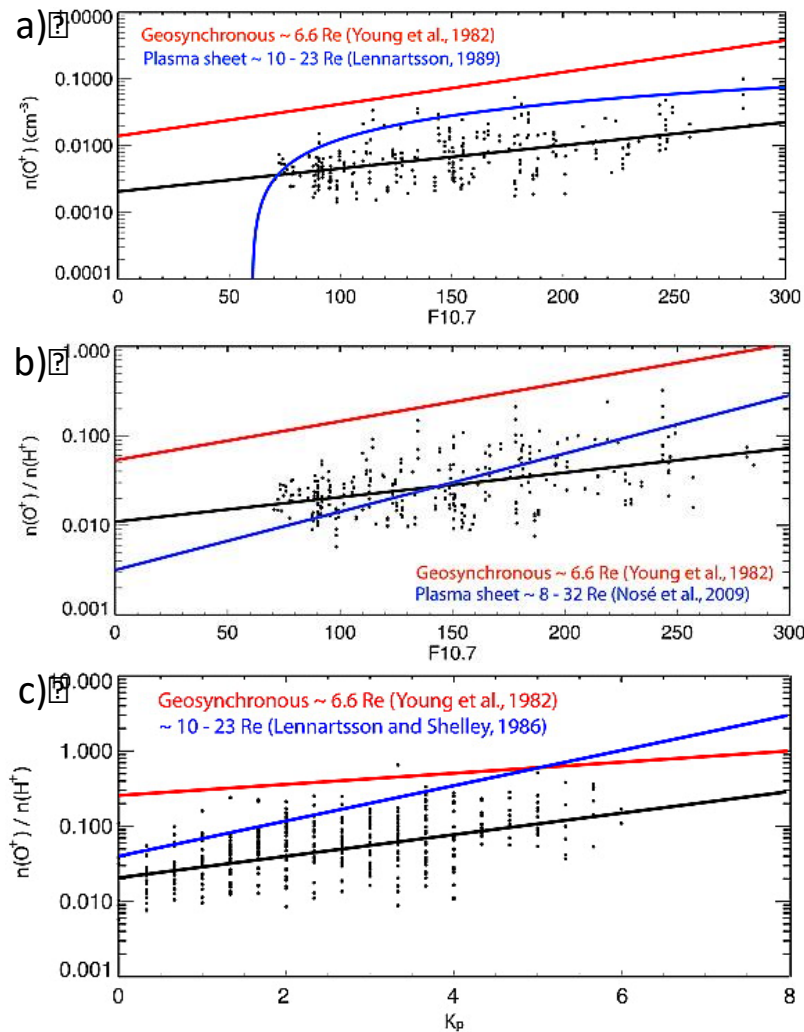 a)
1.0000
Geosynchronous ~ 6.6 Re (Young et al., 1982)
Plasma sheet ~ 10 - 23 Re (Lennartsson, 1989)
0.1000
0.0100
0.0010
0.0001
n(O⁺) (cm⁻³)
0 50 100 150 200 250 300
F10.7
b)
1.000
0.100
0.010
0.001
n(O⁺) / n(H⁺)
Geosynchronous ~ 6.6 Re (Young et al., 1982)
Plasma sheet ~ 8 - 32 Re (Nosé et al., 2009)
0 50 100 150 200 250 300
F10.7
c)
10.000
Geosynchronous ~ 6.6 Re (Young et al., 1982)
~ 10 - 23 Re (Lennartsson and Shelley, 1986)
1.000
0.100
0.010
0.001
n(O⁺) / n(H⁺)
0 2 4 6 8
Kp